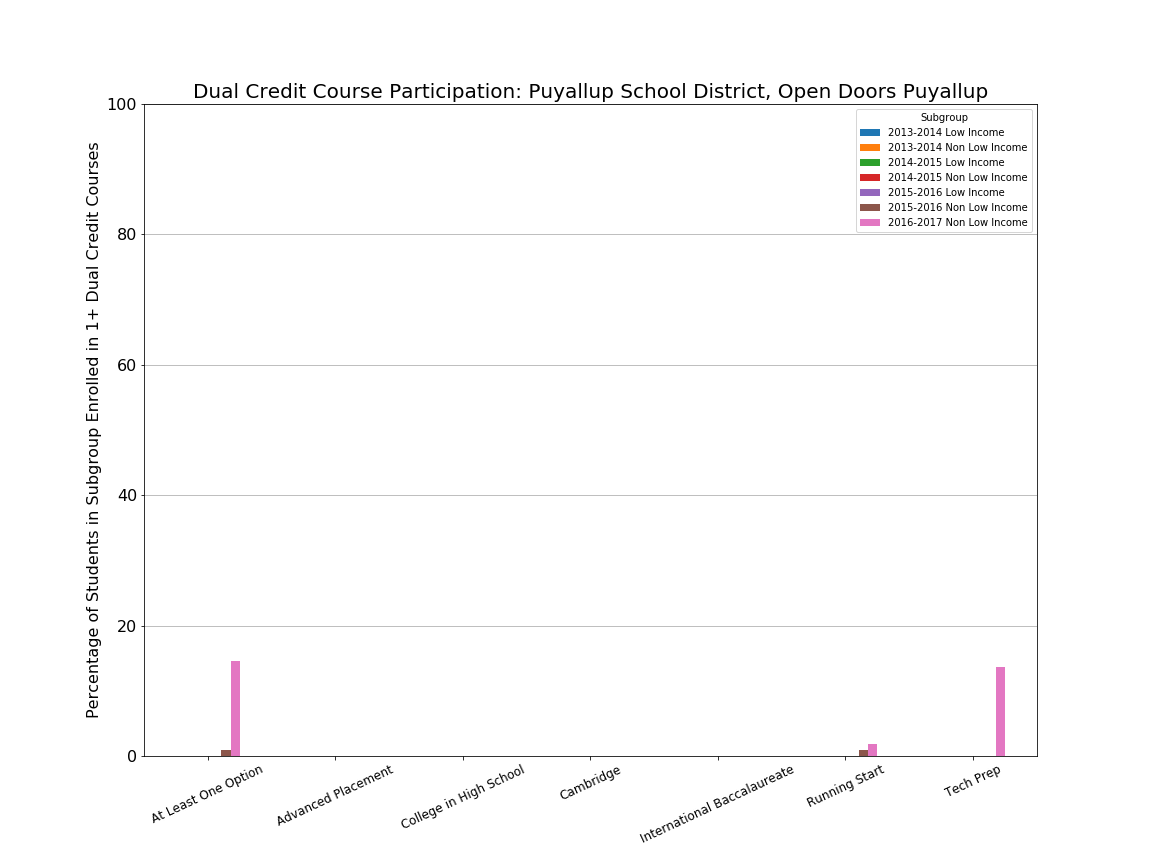 Dual Credit Course Participation: Puyallup School District, Open Doors Puyallup
Percentage of Students in Subgroup Enrolled in 1+ Dual Credit Courses
100
80
60
40
20
0
Subgroup
2013-2014 Low Income
2013-2014 Non Low Income
2014-2015 Low Income
2014-2015 Non Low Income
2015-2016 Low Income
2015-2016 Non Low Income
2016-2017 Non Low Income
At Least One Option
Advanced Placement
College in High School
Cambridge
International Baccalaureate
Running Start
Tech Prep